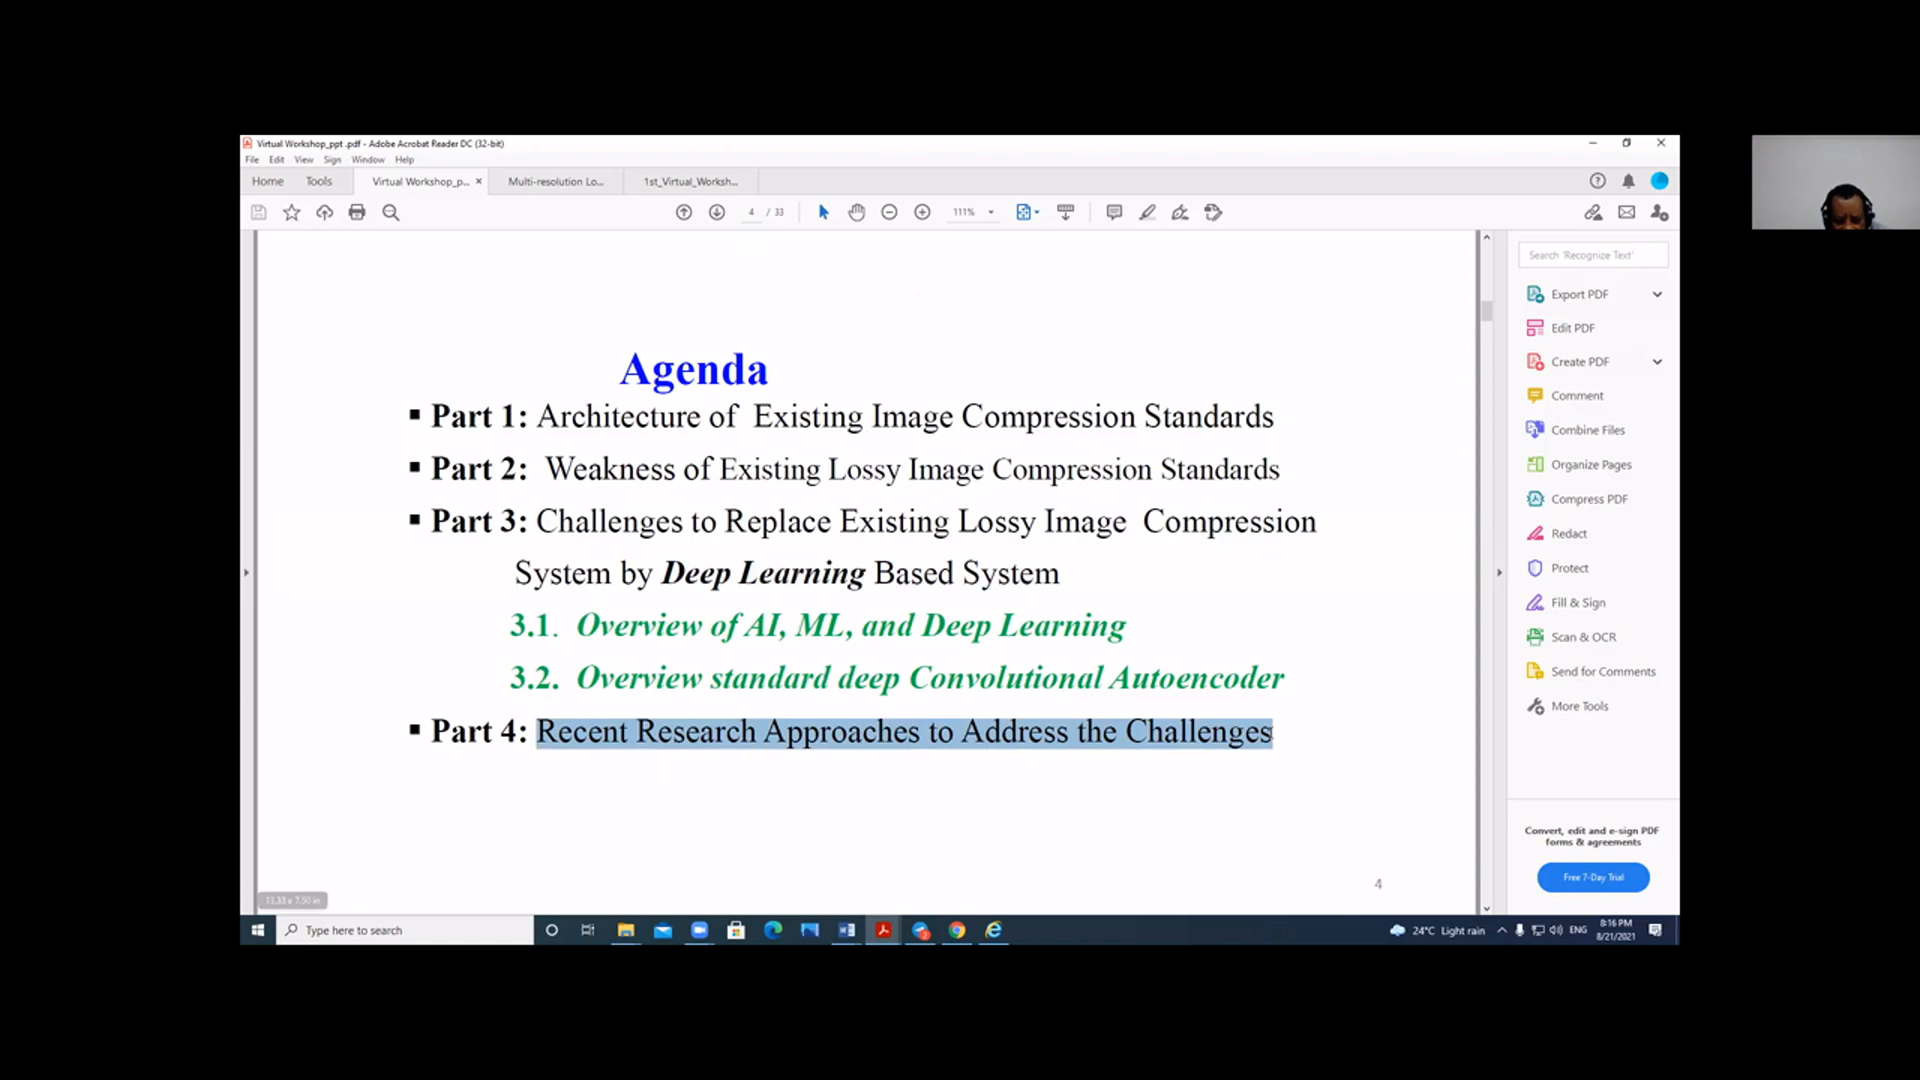 Virtual Workshop_ppt .pdf - Adobe Acrobat Reader DC (32-bit)
File Edit View Sign Window Help
Home Tools Virtual Workshop_p... × Multi-resolution Lo... 1st_Virtual_Worksh...
4 / 33 111%
Search 'Recognize Text'
Export PDF
Edit PDF
Create PDF
Comment
Combine Files
Organize Pages
Compress PDF
Redact
Protect
Fill & Sign
Scan & OCR
Send for Comments
More Tools
Convert, edit and e-sign PDF
forms & agreements
Free 7-Day Trial
Agenda
▪ Part 1: Architecture of Existing Image Compression Standards
▪ Part 2: Weakness of Existing Lossy Image Compression Standards
▪ Part 3: Challenges to Replace Existing Lossy Image Compression
System by Deep Learning Based System
3.1. Overview of AI, ML, and Deep Learning
3.2. Overview standard deep Convolutional Autoencoder
▪ Part 4: Recent Research Approaches to Address the Challenges
4
13.33 x 7.50 in
Type here to search
24°C Light rain ENG
8:16 PM
8/21/2021